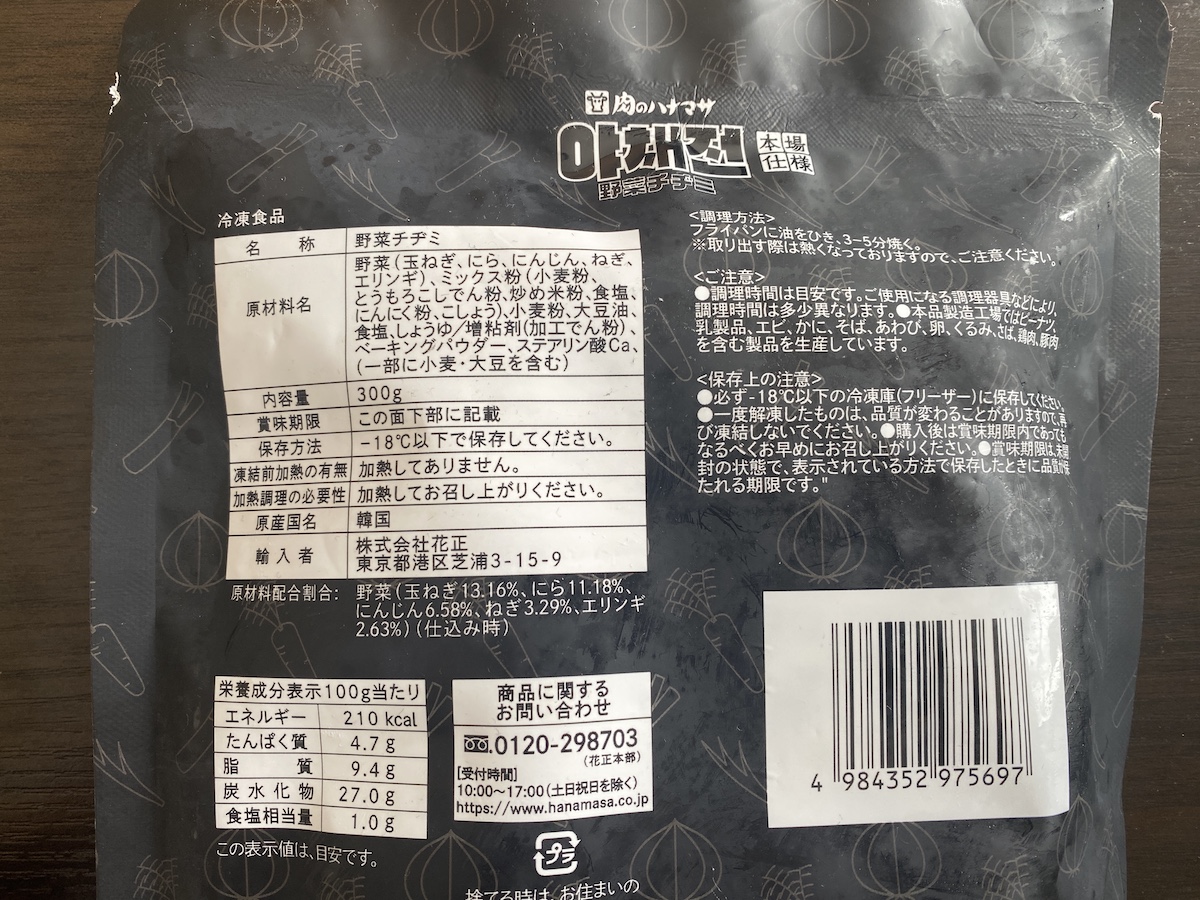 肉のハナマサ
야채전
本場
仕様
野菜チヂミ
冷凍食品
名 称 野菜チヂミ
原材料名
野菜(玉ねぎ、にら、にんじん、ねぎ、
エリンギ)、ミックス粉(小麦粉、
とうもろこしでん粉、炒め米粉、食塩、
にんにく粉、こしょう)、小麦粉、大豆油、
食塩、しょうゆ/増粘剤(加工でん粉)、
ベーキングパウダー、ステアリン酸Ca、
(一部に小麦・大豆を含む)
内容量 300g
賞味期限 この面下部に記載
保存方法 -18℃以下で保存してください。
凍結前加熱の有無 加熱してありません。
加熱調理の必要性 加熱してお召し上がりください。
原産国名 韓国
輸入者 株式会社花正
東京都港区芝浦3-15-9
原材料配合割合: 野菜(玉ねぎ13.16%、にら11.18%、
にんじん6.58%、ねぎ3.29%、エリンギ
2.63%)(仕込み時)
<調理方法>
フライパンに油をひき、3–5分焼く。
※取り出す際は熱くなっておりますので、ご注意ください。
<ご注意>
●調理時間は目安です。ご使用になる調理器具などにより、
調理時間は多少異なります。●本品製造工場ではピーナツ、
乳製品、エビ、かに、そば、あわび、卵、くるみ、さば、鶏肉、豚肉
を含む製品を生産しています。
<保存上の注意>
●必ず-18℃以下の冷凍庫(フリーザー)に保存してください。
●一度解凍したものは、品質が変わることがありますので、再
び凍結しないでください。●購入後は賞味期限内であっても
なるべくお早めにお召し上がりください。●賞味期限は、未開
封の状態で、表示されている方法で保存したときに品質が保
たれる期限です。"
栄養成分表示100g当たり
エネルギー 210 kcal
たんぱく質 4.7 g
脂 質 9.4 g
炭水化物 27.0 g
食塩相当量 1.0 g
この表示値は、目安です。
商品に関する
お問い合わせ
0120-298703
(花正本部)
[受付時間]
10:00〜17:00(土日祝日を除く)
https://www.hanamasa.co.jp
プラ
捨てる時は、お住まいの
4 984352 975697